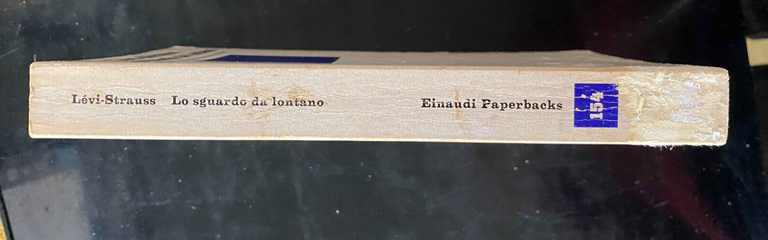 Lévi-Strauss Lo sguardo da lontano Einaudi Paperbacks 154